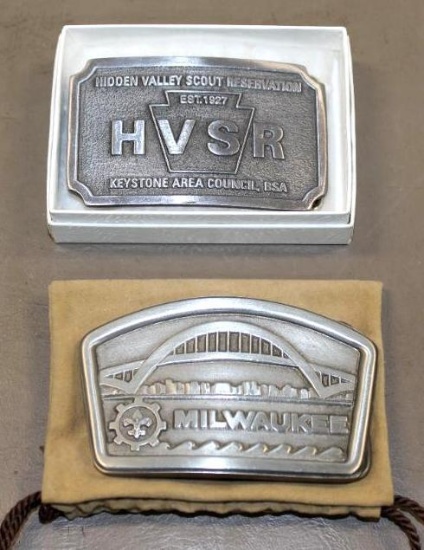 HIDDEN VALLEY SCOUT RESERVATION
EST. 1927
HVSR
KEYSTONE AREA COUNCIL, BSA
MILWAUKEE